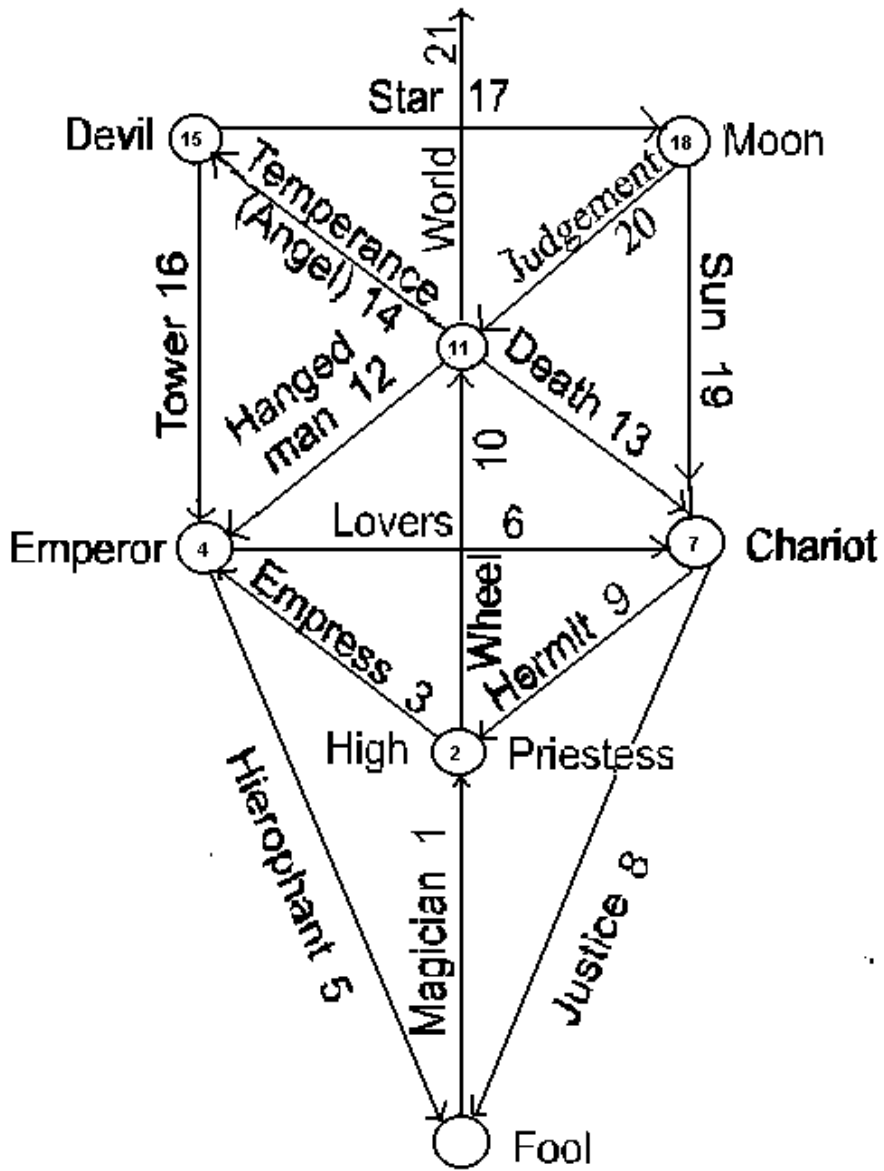 21
Star 17
Devil 15
18 Moon
Temperance
(Angel) 14
World
Judgement
20
Tower 16
Sun 19
11
Hanged
man 12
Death 13
10
Lovers 6
Emperor 4
7 Chariot
Empress 3
Wheel
Hermit 9
High 2 Priestess
Hierophant 5
Magician 1
Justice 8
Fool